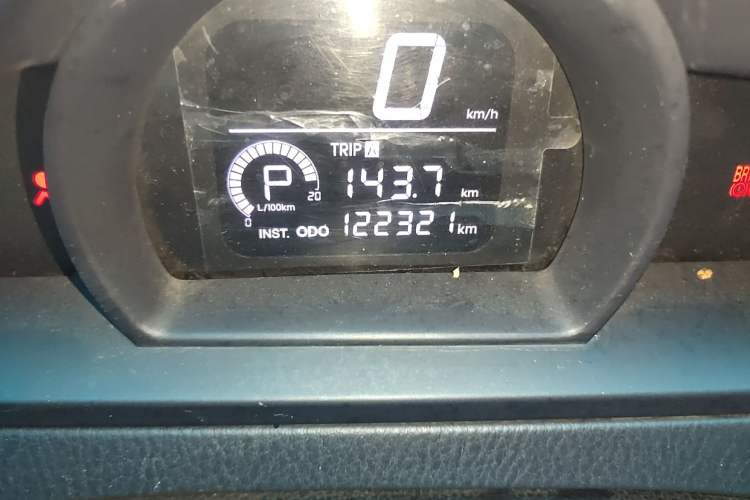 0 km/h
TRIP A
P 143.7 km
20
L/100km
0
INST. ODO 122321 km